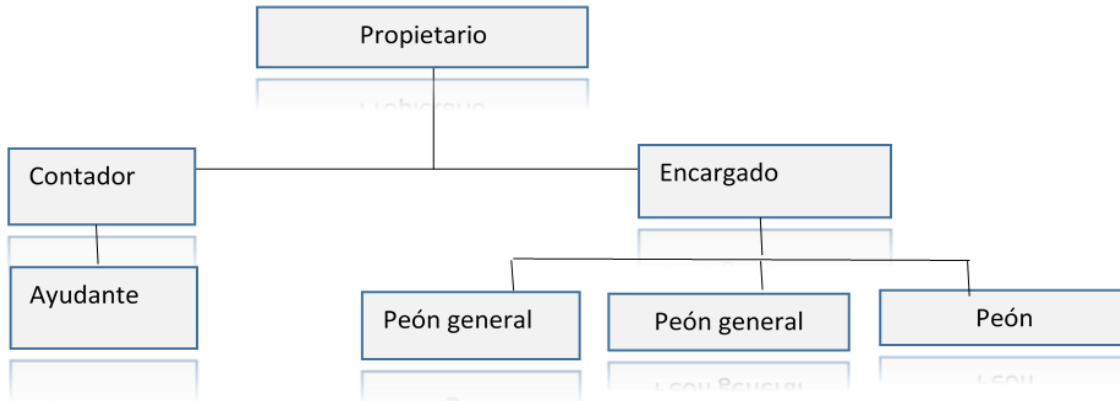 Propietario
Contador
Encargado
Ayudante
Peón general
Peón general
Peón